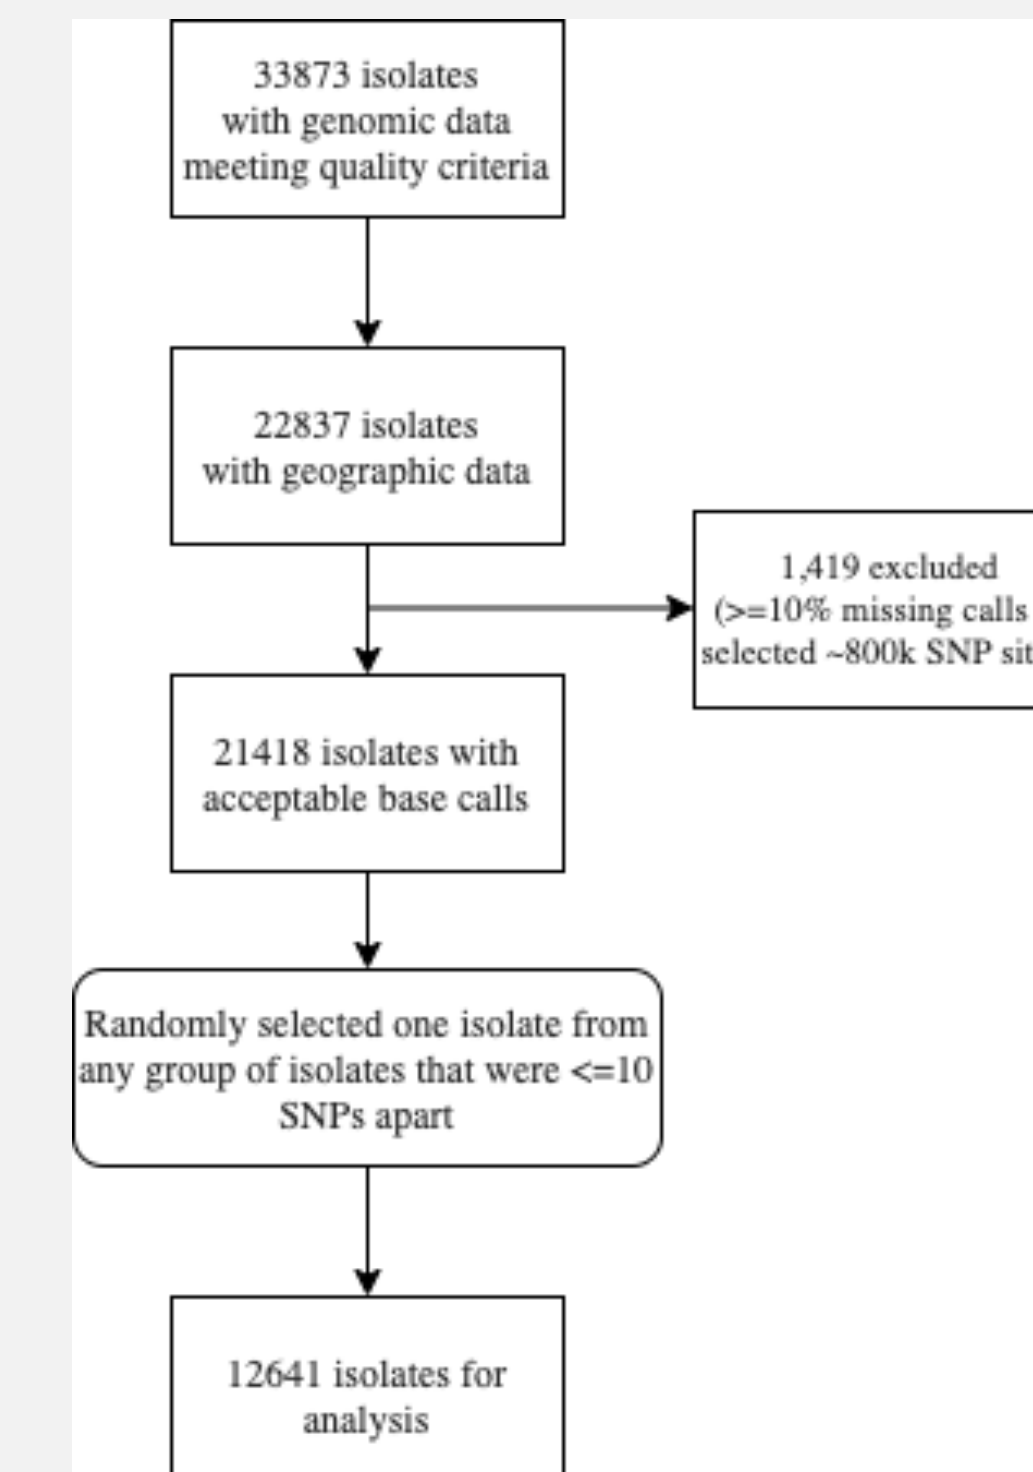 33873 isolates
with genomic data
meeting quality criteria
22837 isolates
with geographic data
1,419 excluded
(>=10% missing calls
selected ~800k SNP
21418 isolates with
acceptable base calls
Randomly selected one isolate from
any group of isolates that were <=10
SNPs apart
12641 isolates for
analysis